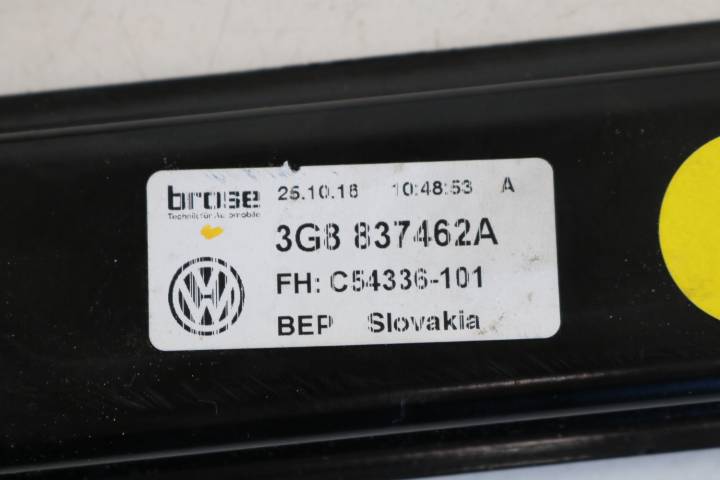 brose 25.10.16 10:48:53 A
Technik für Automobile
3G8 837462A
FH: C54336-101
BEP Slovakia